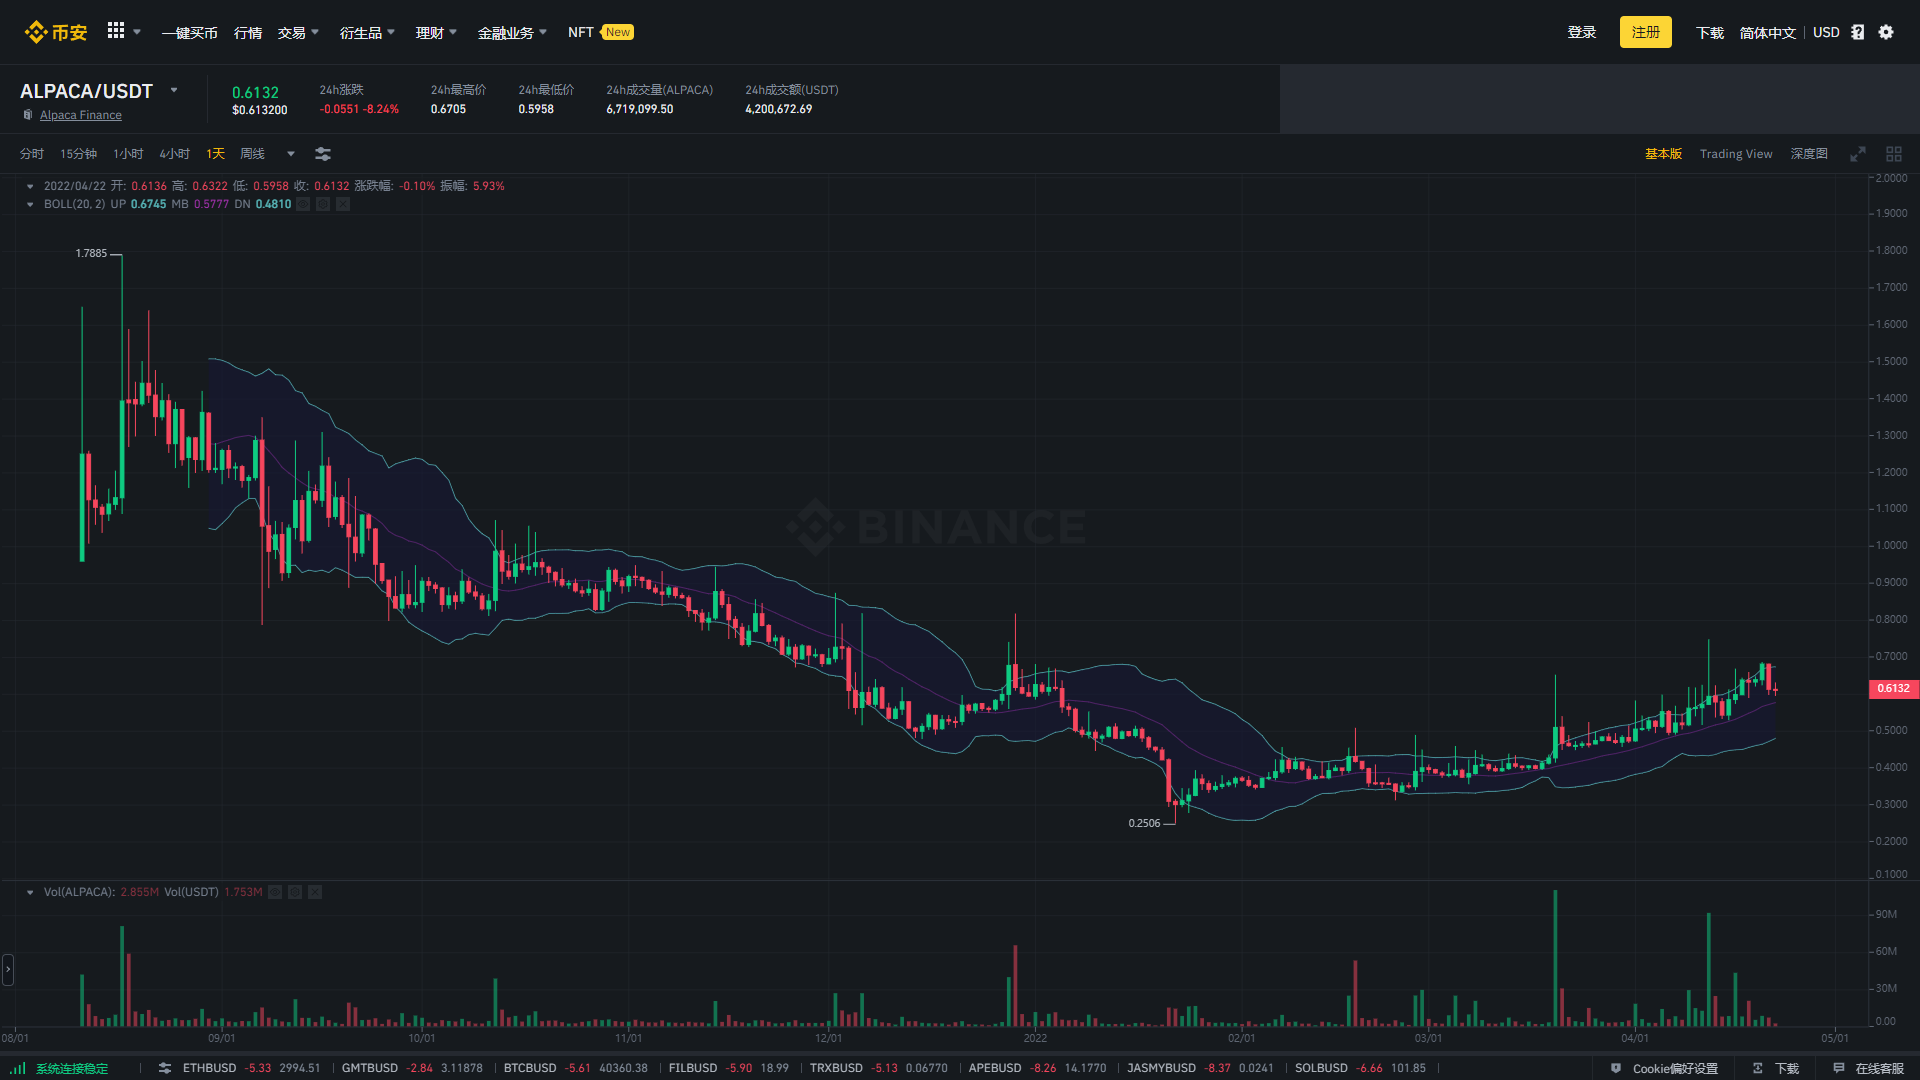 币安 一键买币 行情 交易 衍生品 理财 金融业务 NFT New 登录 注册 下载 简体中文 USD
ALPACA/USDT
Alpaca Finance
0.6132
$0.613200
24h涨跌
-0.0551 -8.24%
24h最高价
0.6705
24h最低价
0.5958
24h成交量(ALPACA)
6,719,099.50
24h成交额(USDT)
4,200,672.69
分时 15分钟 1小时 4小时 1天 周线 基本版 Trading View 深度图
2022/04/22 开: 0.6136 高: 0.6322 低: 0.5958 收: 0.6132 涨跌幅: -0.10% 振幅: 5.93%
BOLL(20, 2) UP 0.6745 MB 0.5777 DN 0.4810
2.0000
1.9000
1.8000
1.7000
1.6000
1.5000
1.4000
1.3000
1.2000
1.1000
1.0000
0.9000
0.8000
0.7000
0.6132
0.5000
0.4000
0.3000
0.2000
0.1000
1.7885
BINANCE
0.2506
Vol(ALPACA): 2.855M Vol(USDT) 1.753M
90M
60M
30M
0.00
08/01 09/01 10/01 11/01 12/01 2022 02/01 03/01 04/01 05/01
系统连接稳定 ETHBUSD -5.33 2994.51 GMTBUSD -2.84 3.11878 BTCBUSD -5.61 40360.38 FILBUSD -5.90 18.99 TRXBUSD -5.13 0.06770 APEBUSD -8.26 14.1770 JASMYBUSD -8.37 0.0241 SOLBUSD -6.66 101.85 Cookie偏好设置 下载 在线客服